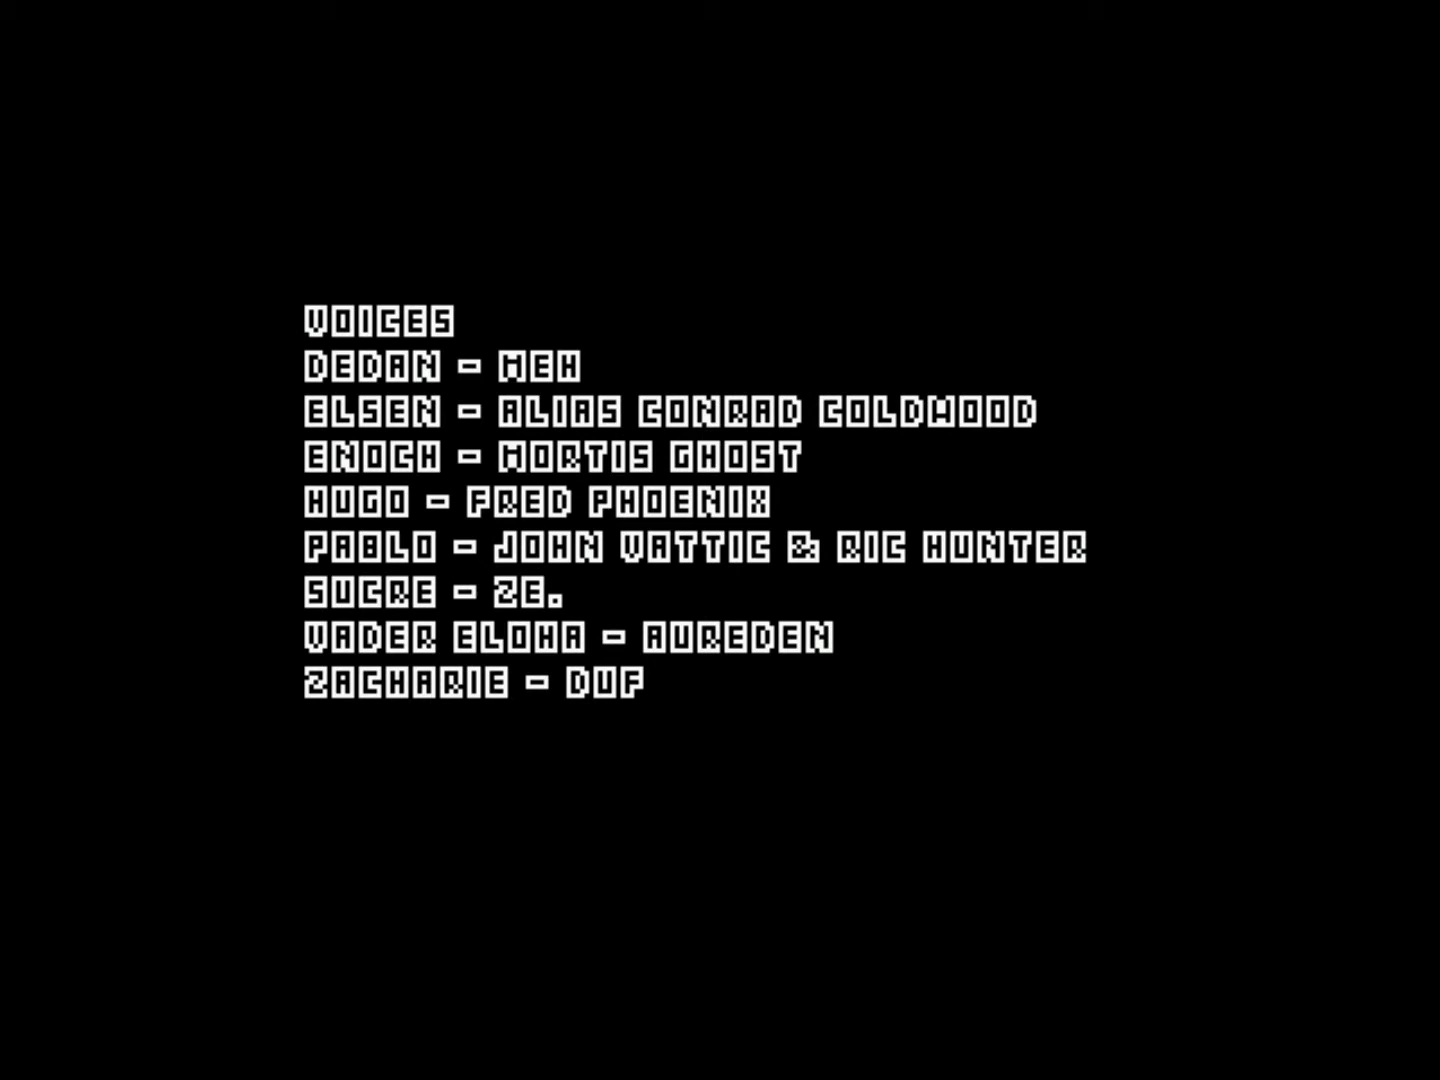 VOICES
DEDAN - MEH
ELSEN - ALIAS CONRAD COLDWOOD
ENOCH - MORTIS GHOST
HUGO - FRED PHOENIX
PABLO - JOHN VATTIC & RIC HUNTER
SUCRE - ZE.
VADER ELOHA - AUREDEN
ZACHARIE - DUF